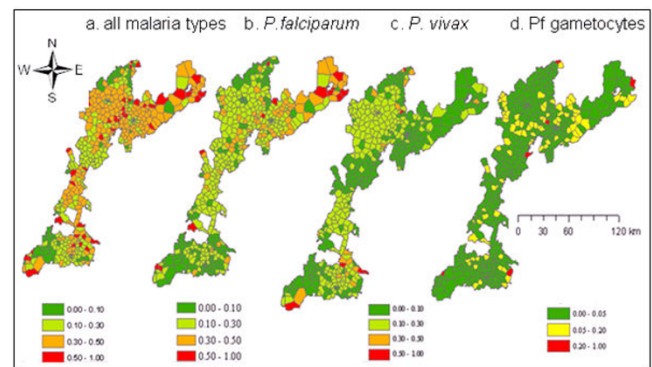 a. all malaria types b. P.falciparum c. P. vivax d. Pf gametocytes
N
W E
S
0 30 60 120 km
0.00 - 0.10 0.00 - 0.10 0.00 - 0.10 0.00 - 0.05
0.10 - 0.30 0.10 - 0.30 0.10 - 0.30 0.05 - 0.20
0.30 - 0.50 0.30 - 0.50 0.30 - 0.50 0.20 - 1.00
0.50 - 1.00 0.50 - 1.00 0.50 - 1.00